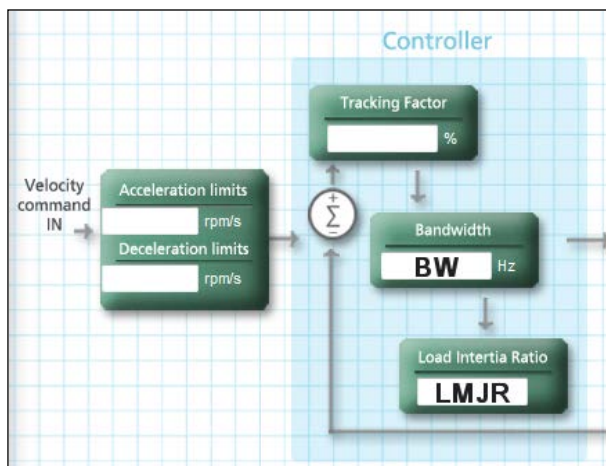 Controller
Tracking Factor
%
Velocity
command
IN
Acceleration limits
rpm/s
Deceleration limits
rpm/s
+
Σ
−
Bandwidth
BW Hz
Load Intertia Ratio
LMJR